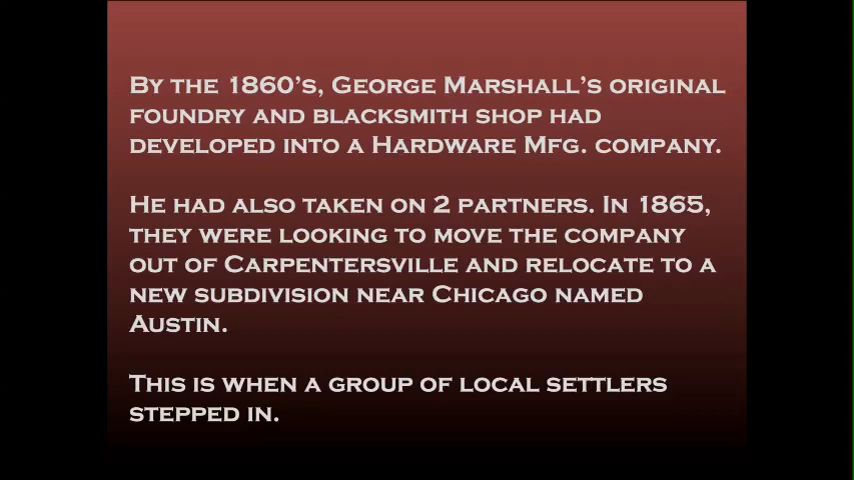 By the 1860's, George Marshall's original
foundry and blacksmith shop had
developed into a Hardware Mfg. company.
He had also taken on 2 partners. In 1865,
they were looking to move the company
out of Carpentersville and relocate to a
new subdivision near Chicago named
Austin.
This is when a group of local settlers
stepped in.